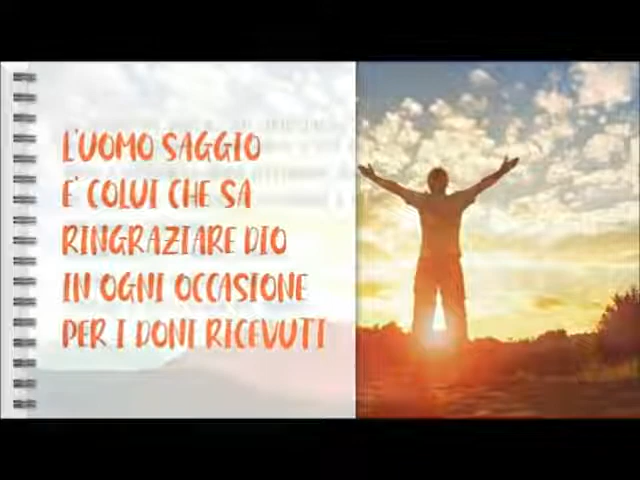 L'UOMO SAGGIO
E' COLUI CHE SA
RINGRAZIARE DIO
IN OGNI OCCASIONE
PER I DONI RICEVUTI